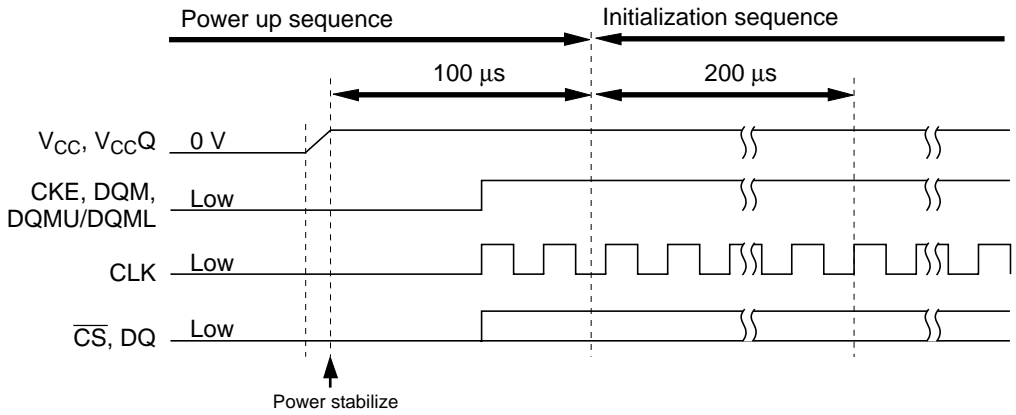 Power up sequence
Initialization sequence
100 μs
200 μs
VCC, VCCQ
0 V
CKE, DQM,
DQMU/DQML
Low
CLK
Low
C̅S̅, DQ
Low
Power stabilize